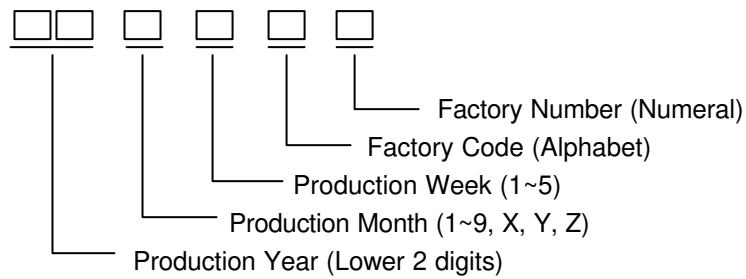 Factory Number (Numeral)
Factory Code (Alphabet)
Production Week (1~5)
Production Month (1~9, X, Y, Z)
Production Year (Lower 2 digits)